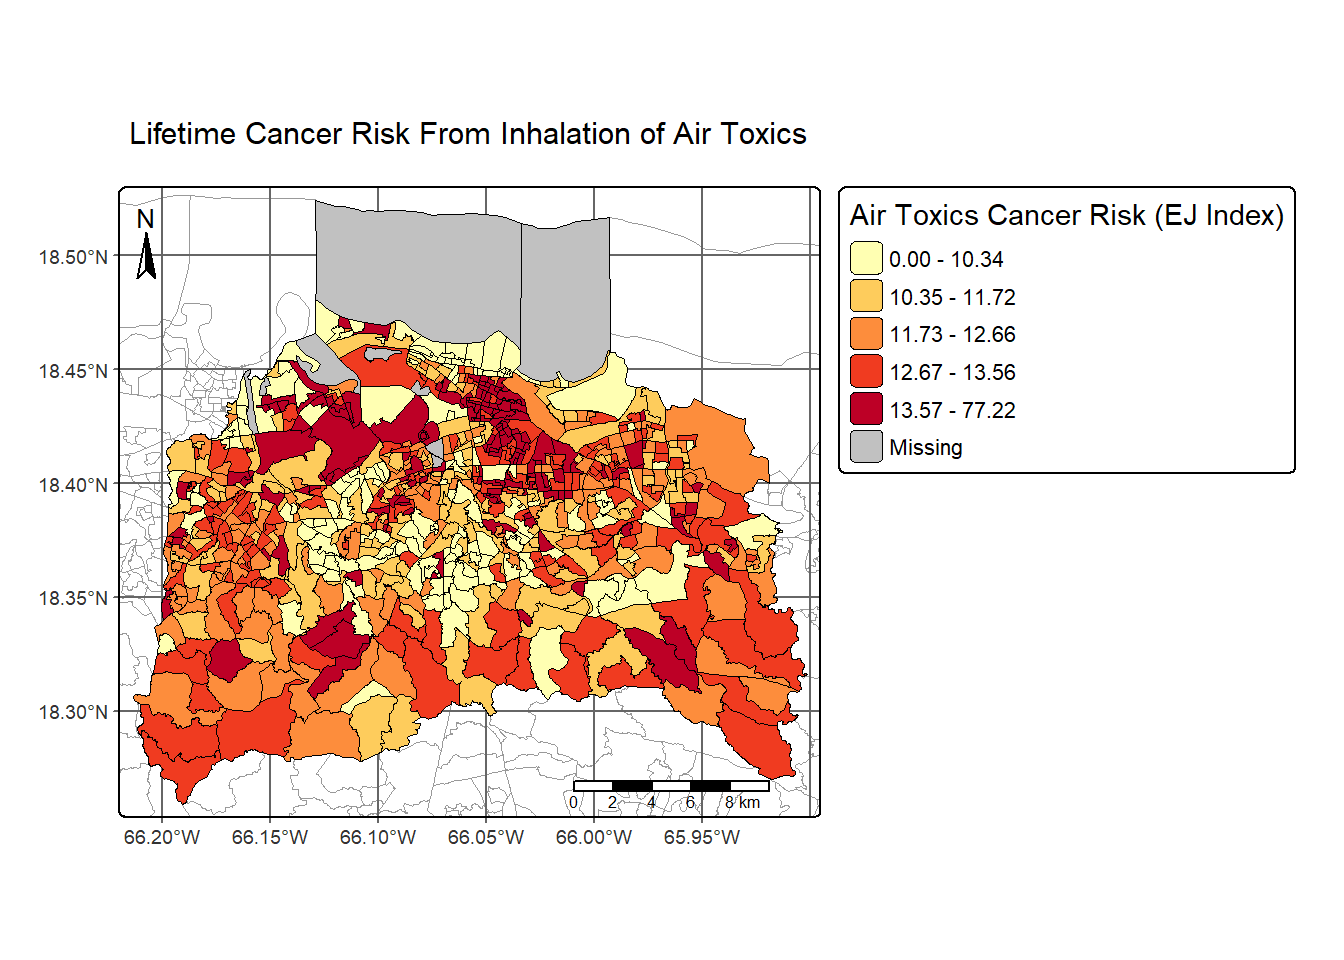 Lifetime Cancer Risk From Inhalation of Air Toxics
N
18.50°N
18.45°N
18.40°N
18.35°N
18.30°N
66.20°W 66.15°W 66.10°W 66.05°W 66.00°W 65.95°W
0 2 4 6 8 km
Air Toxics Cancer Risk (EJ Index)
0.00 - 10.34
10.35 - 11.72
11.73 - 12.66
12.67 - 13.56
13.57 - 77.22
Missing